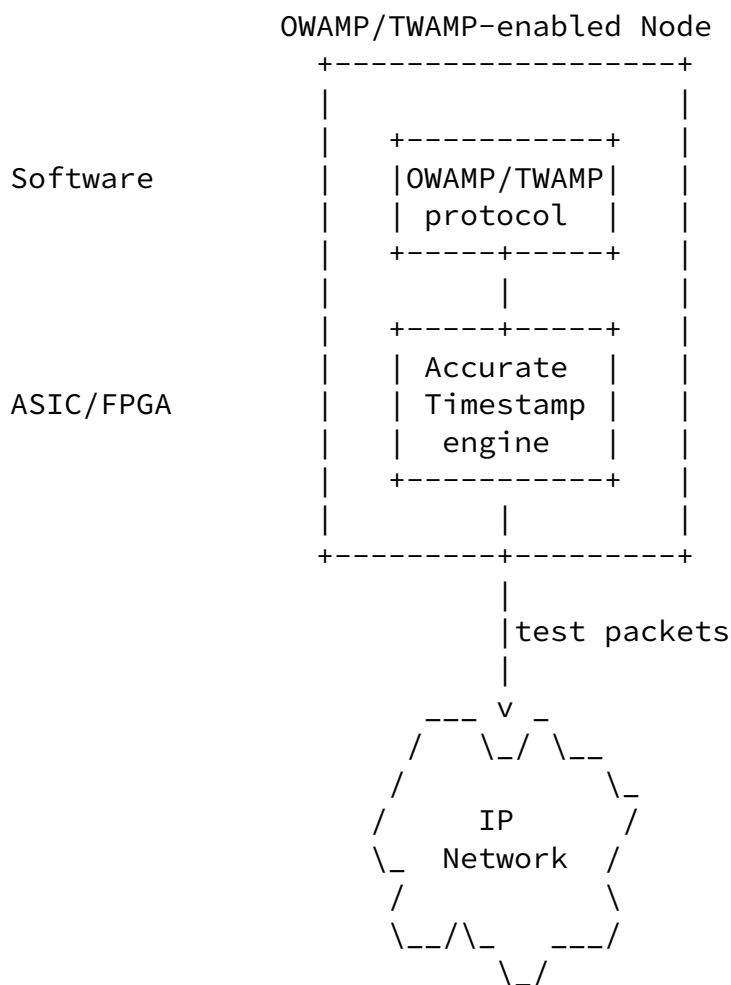 OWAMP/TWAMP-enabled Node
Software
OWAMP/TWAMP
protocol
Accurate
ASIC/FPGA
Timestamp
engine
test packets
IP
Network